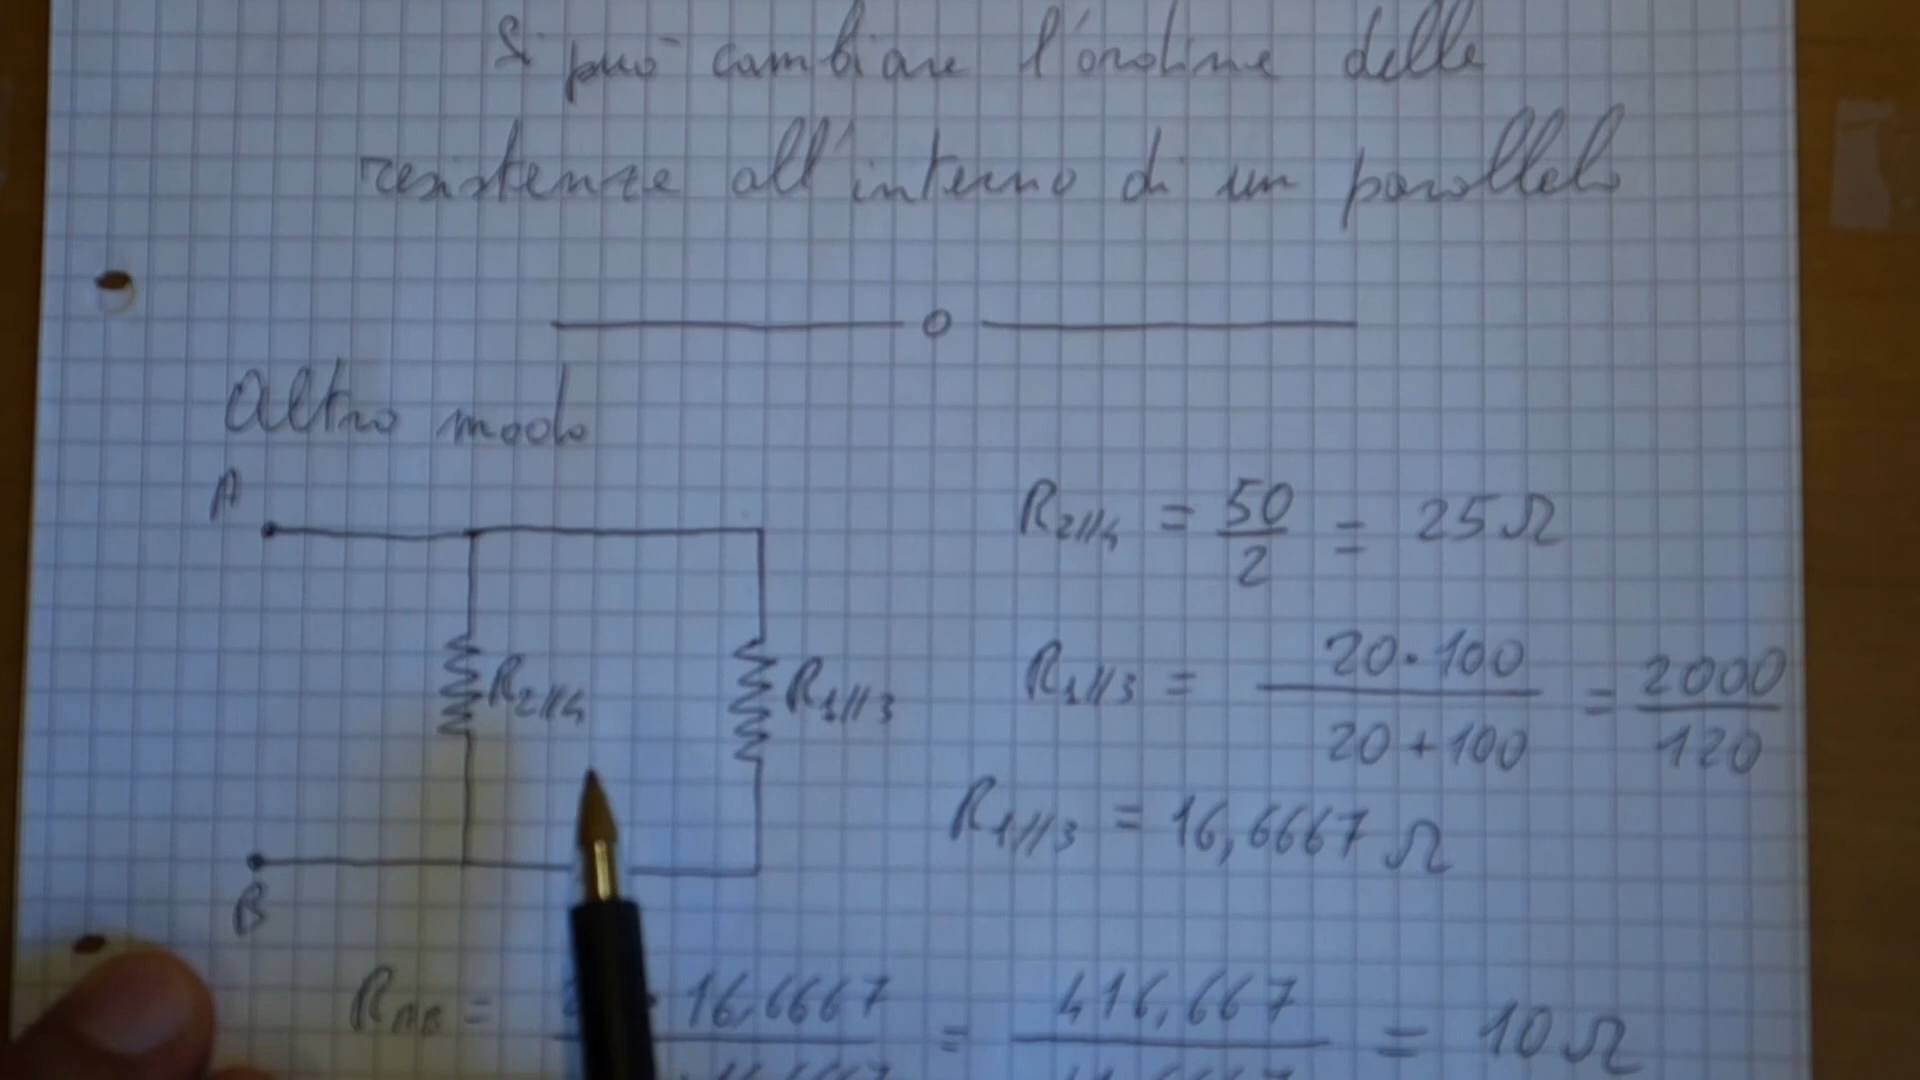 Si può cambiare l'ordine delle
resistenze all'interno di un parallelo
Altro modo
A
R2//4 = 50/2 = 25 Ω
R2//4
R1//3
R1//3 = 20·100/20+100 = 2000/120
R1//3 = 16,6667 Ω
B
RAB = · 16,6667 = 416,667 = 10 Ω